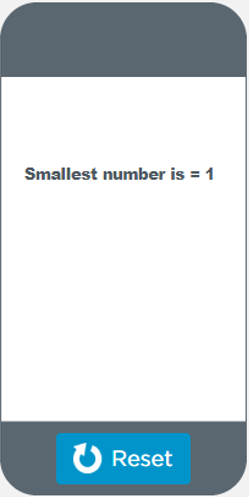 Smallest number is = 1
Reset